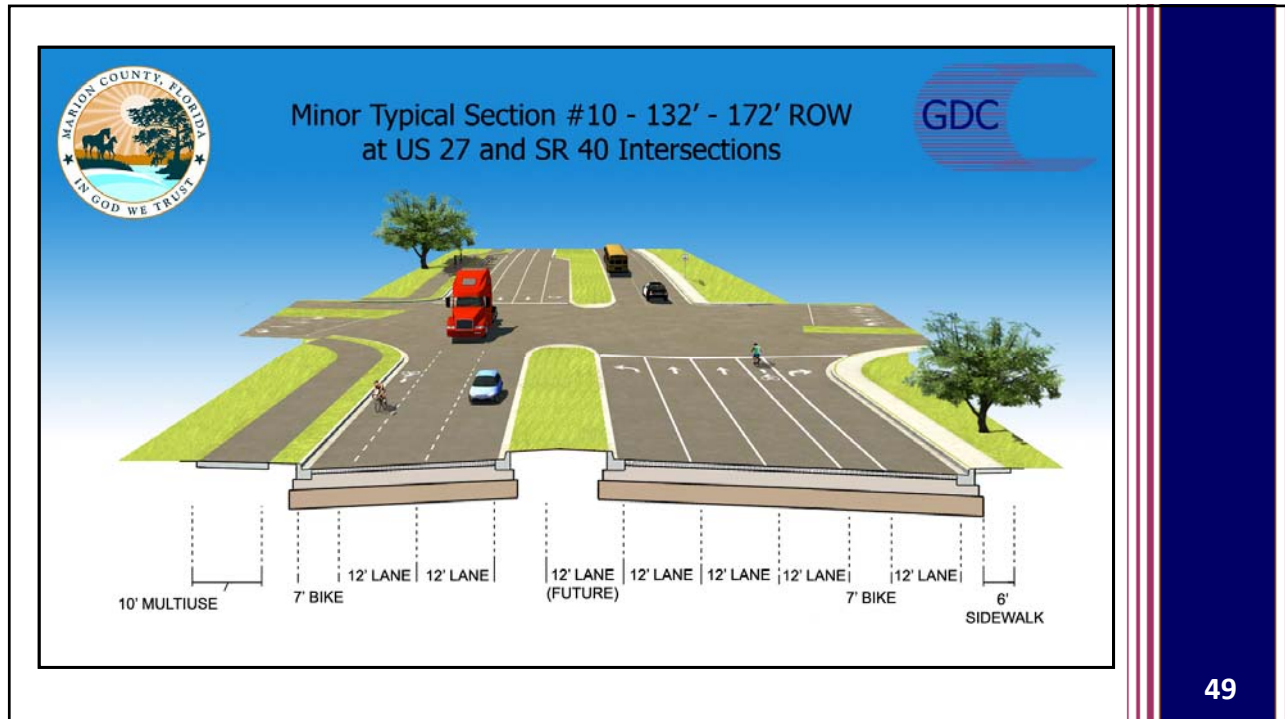 MARION COUNTY, FLORIDA
IN GOD WE TRUST
Minor Typical Section #10 - 132' - 172' ROW
at US 27 and SR 40 Intersections
GDC
10' MULTIUSE
7' BIKE
12' LANE
12' LANE
12' LANE
(FUTURE)
12' LANE
12' LANE
12' LANE
7' BIKE
12' LANE
6'
SIDEWALK
49